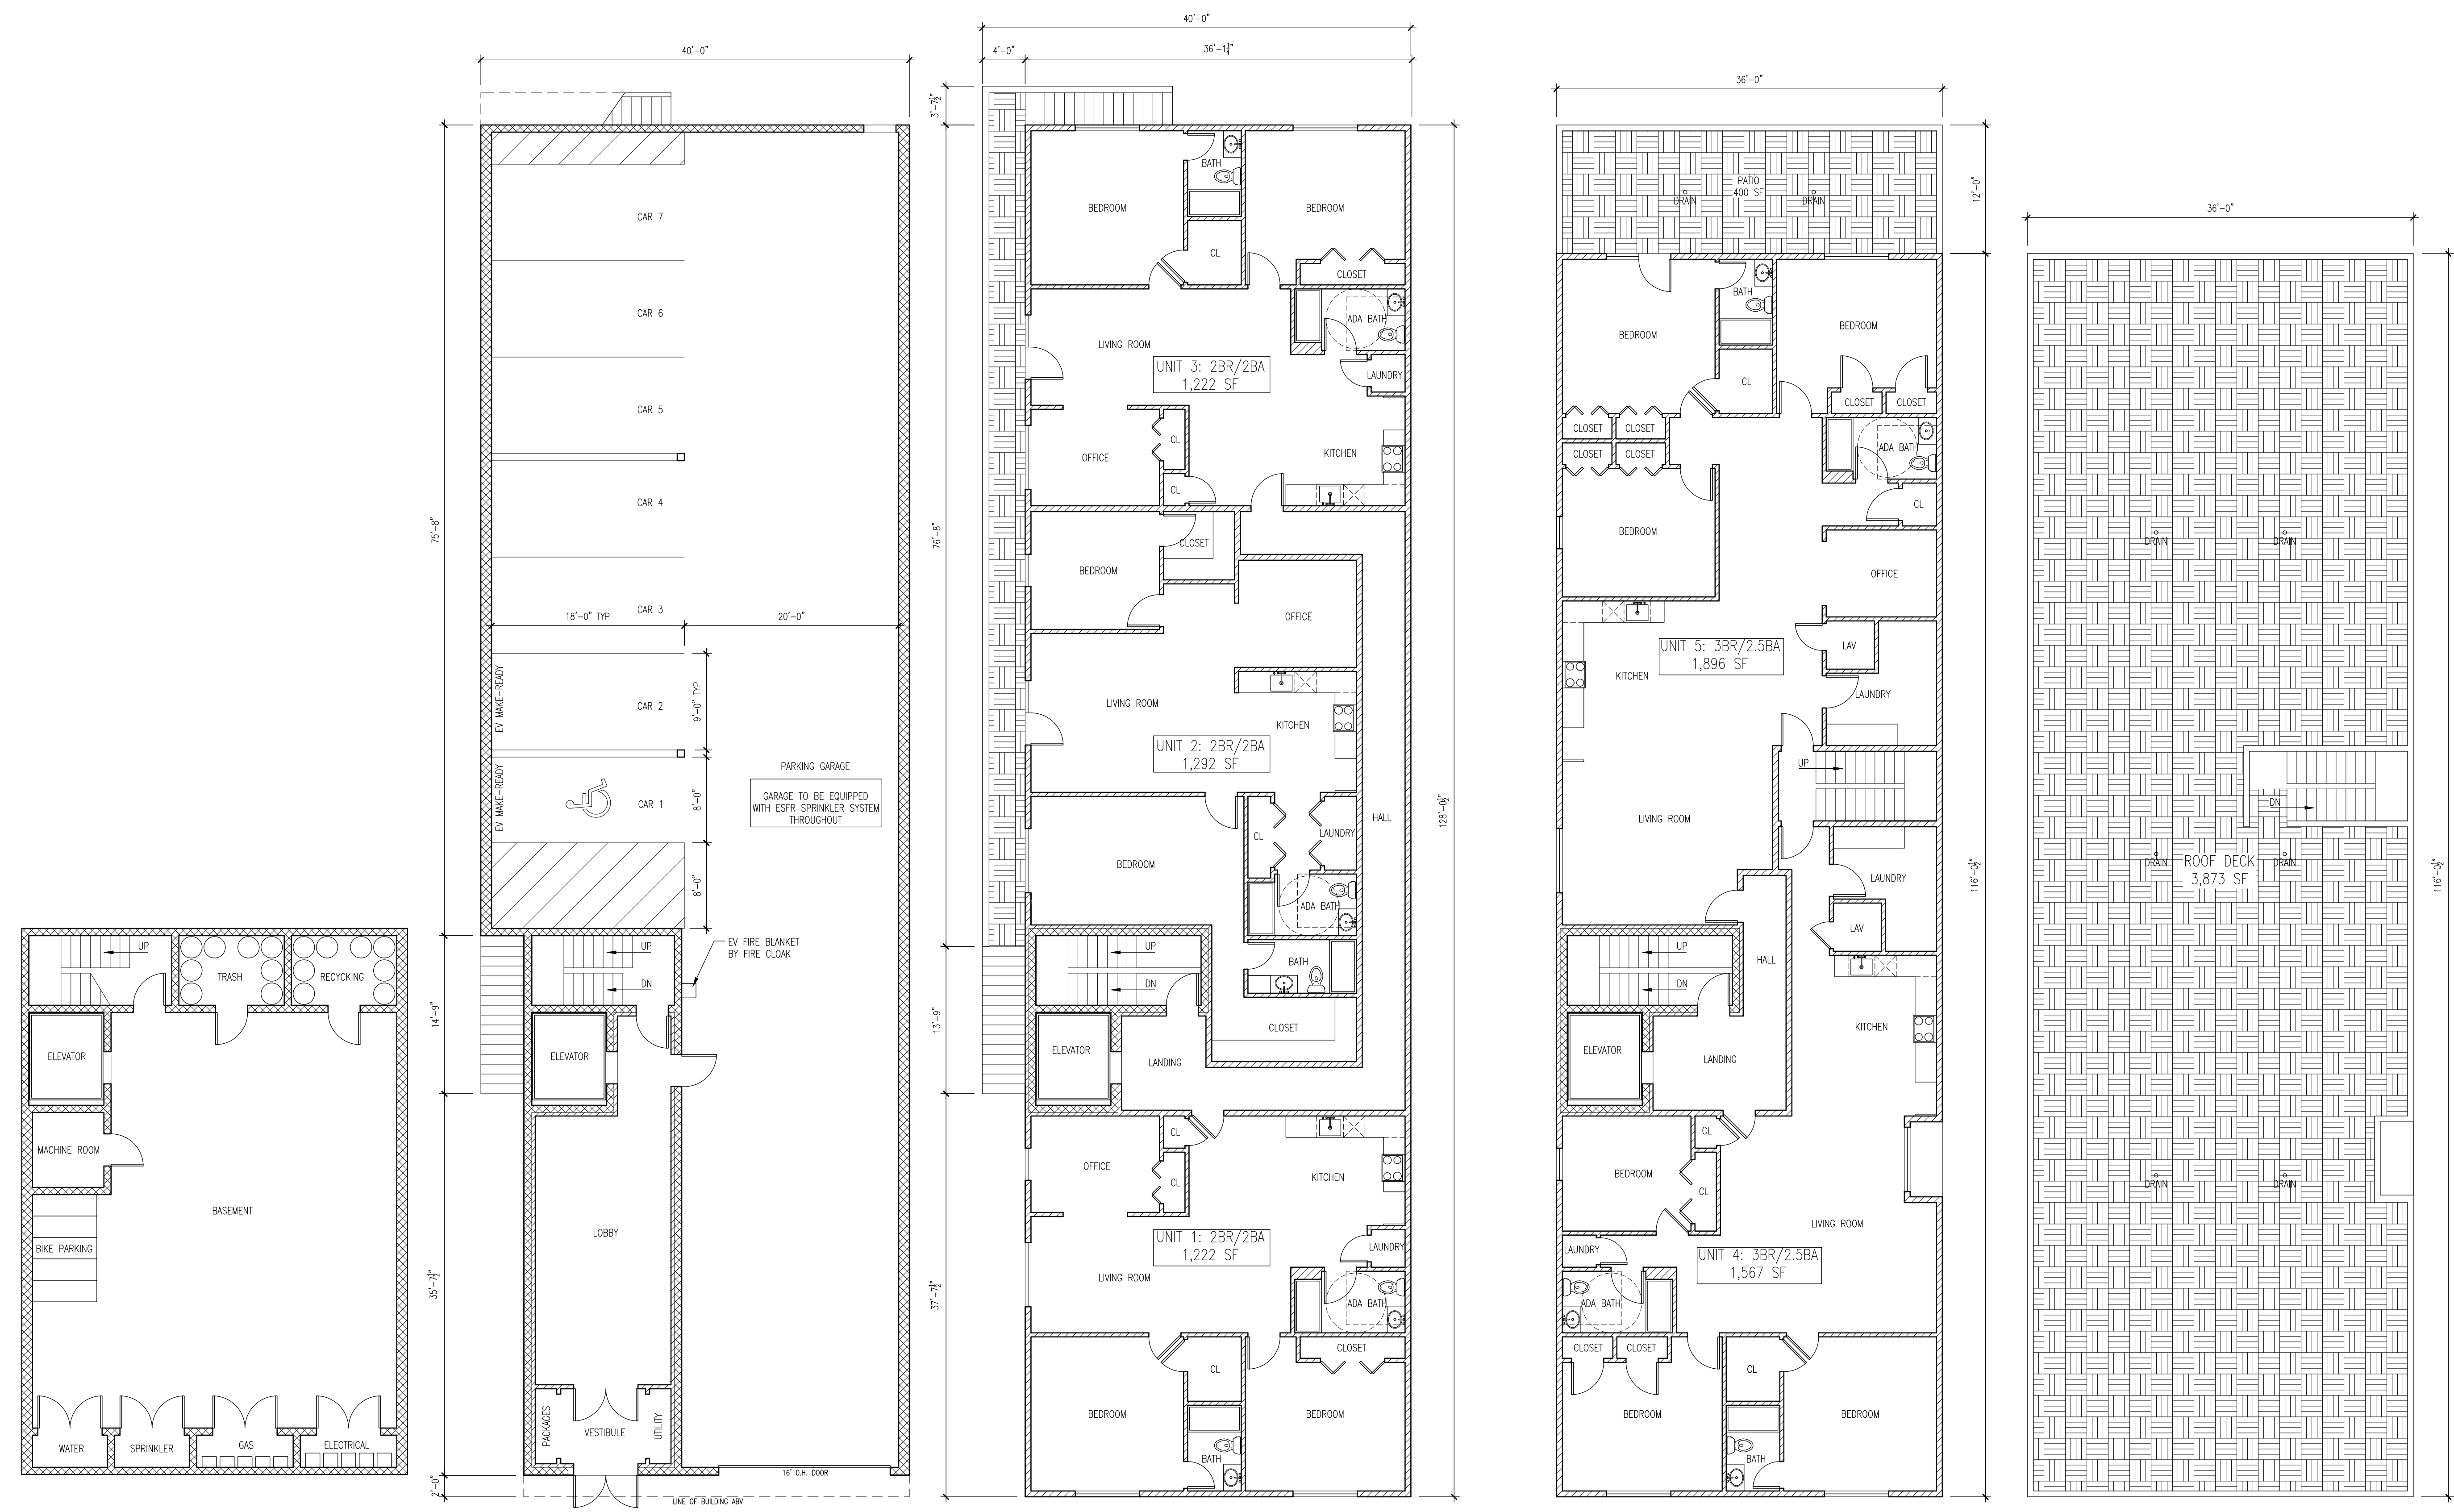 UP
TRASH
RECYCKING
ELEVATOR
MACHINE ROOM
BASEMENT
BIKE PARKING
WATER
SPRINKLER
GAS
ELECTRICAL
40'-0"
75'-8"
14'-9"
35'-7½"
2'-0"
CAR 7
CAR 6
CAR 5
CAR 4
CAR 3
18'-0" TYP
20'-0"
EV MAKE-READY
CAR 2
9'-0" TYP
EV MAKE-READY
CAR 1
8'-0"
8'-0"
PARKING GARAGE
GARAGE TO BE EQUIPPED
WITH ESFR SPRINKLER SYSTEM
THROUGHOUT
EV FIRE BLANKET
BY FIRE CLOAK
UP
DN
ELEVATOR
LOBBY
PACKAGES
VESTIBULE
UTILITY
16' O.H. DOOR
LINE OF BUILDING ABV
40'-0"
4'-0"
36'-1¼"
3'-7½"
76'-8"
13'-9"
37'-7½"
128'-0½"
BEDROOM
BATH
BEDROOM
CL
CLOSET
ADA BATH
LIVING ROOM
UNIT 3: 2BR/2BA
1,222 SF
LAUNDRY
OFFICE
CL
KITCHEN
CL
CLOSET
BEDROOM
OFFICE
LIVING ROOM
KITCHEN
UNIT 2: 2BR/2BA
1,292 SF
HALL
BEDROOM
CL
LAUNDRY
ADA BATH
UP
DN
BATH
CLOSET
ELEVATOR
LANDING
CL
OFFICE
CL
KITCHEN
UNIT 1: 2BR/2BA
1,222 SF
LAUNDRY
LIVING ROOM
ADA BATH
CL
CLOSET
BEDROOM
BEDROOM
BATH
36'-0"
12'-0"
116'-0½"
PATIO
400 SF
DRAIN
DRAIN
BATH
BEDROOM
BEDROOM
CL
CLOSET
CLOSET
CLOSET
CLOSET
CLOSET
CLOSET
ADA BATH
CL
BEDROOM
OFFICE
UNIT 5: 3BR/2.5BA
1,896 SF
LAV
KITCHEN
LAUNDRY
UP
LIVING ROOM
LAUNDRY
LAV
UP
DN
HALL
KITCHEN
ELEVATOR
LANDING
CL
BEDROOM
CL
LIVING ROOM
LAUNDRY
UNIT 4: 3BR/2.5BA
1,567 SF
ADA BATH
CLOSET
CLOSET
CL
BEDROOM
BEDROOM
BATH
36'-0"
116'-0½"
DRAIN
DRAIN
DN
DRAIN
DRAIN
ROOF DECK
3,873 SF
DRAIN
DRAIN